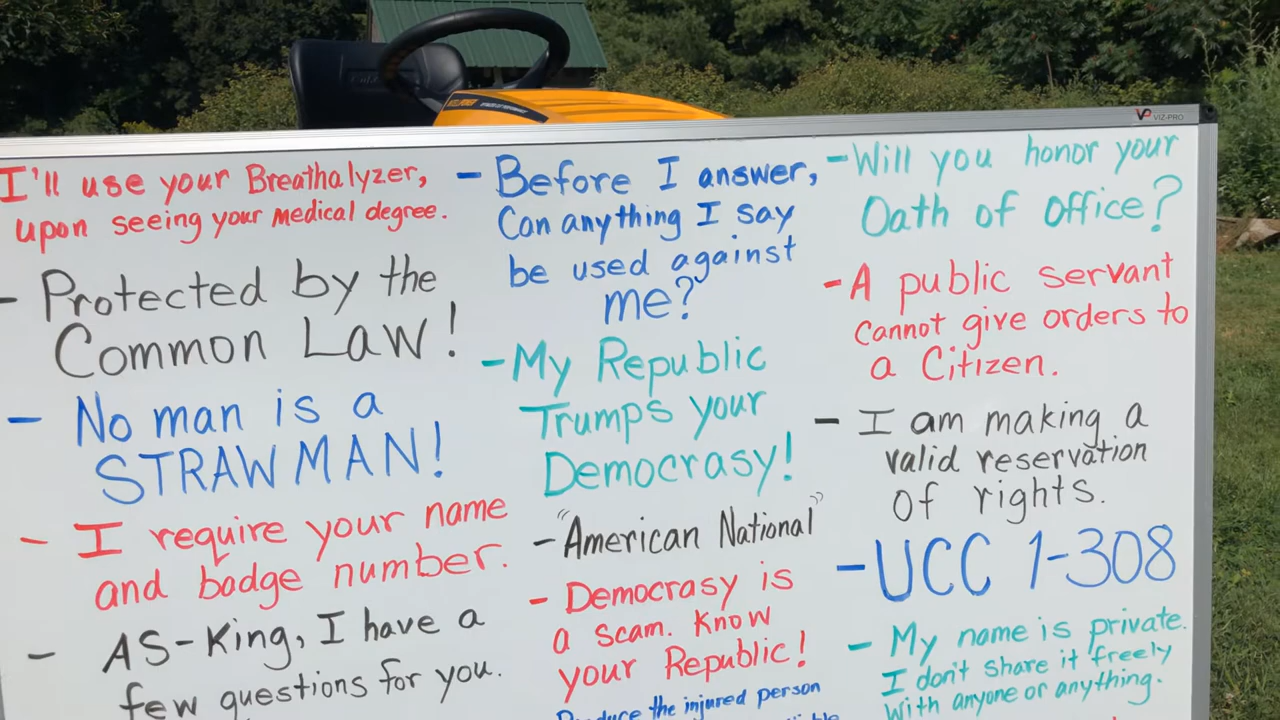 VIZ-PRO
I'll use your Breathalyzer,
upon seeing your medical degree.
- Protected by the
Common Law!
- No man is a
STRAWMAN!
- I require your name
and badge number.
- AS-King, I have a
few questions for you.
- Before I answer,
Can anything I say
be used against
me?
- My Republic
Trumps your
Democrasy!
- "American National"
- Democrasy is
a scam. Know
your Republic!
the injured person
- Will you honor your
Oath of office?
- A public servant
Cannot give orders to
a Citizen.
- I am making a
valid reservation
of rights.
- UCC 1-308
- My name is private.
I don't share it freely
With anyone or anything.